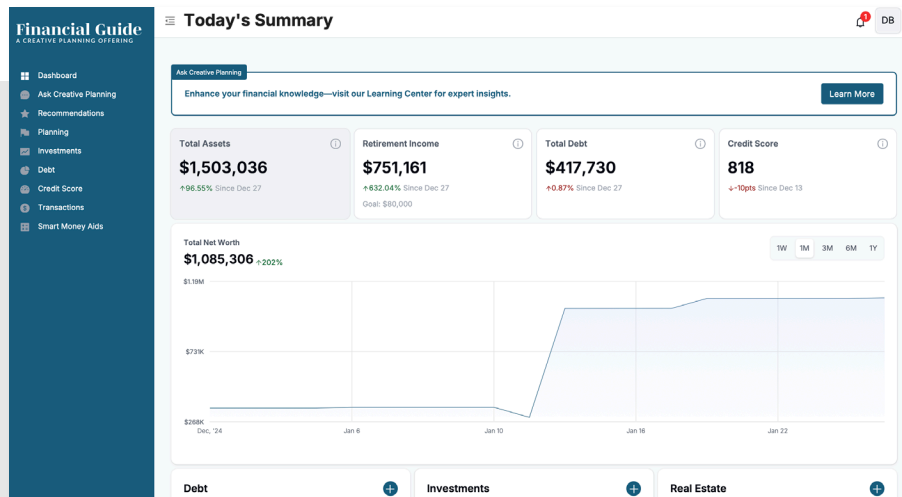 Financial Guide
A CREATIVE PLANNING OFFERING
Dashboard
Ask Creative Planning
Recommendations
Planning
Investments
Debt
Credit Score
Transactions
Smart Money Aids
Today's Summary
1
DB
Ask Creative Planning
Enhance your financial knowledge—visit our Learning Center for expert insights.
Learn More
Total Assets
$1,503,036
↑96.55% Since Dec 27
Retirement Income
$751,161
↑632.04% Since Dec 27
Goal: $80,000
Total Debt
$417,730
↑0.87% Since Dec 27
Credit Score
818
↓-10pts Since Dec 13
Total Net Worth
$1,085,306 ↑202%
1W 1M 3M 6M 1Y
$1.19M
$731K
$268K
Dec, '24 Jan 6 Jan 10 Jan 16 Jan 22
Debt
Investments
Real Estate